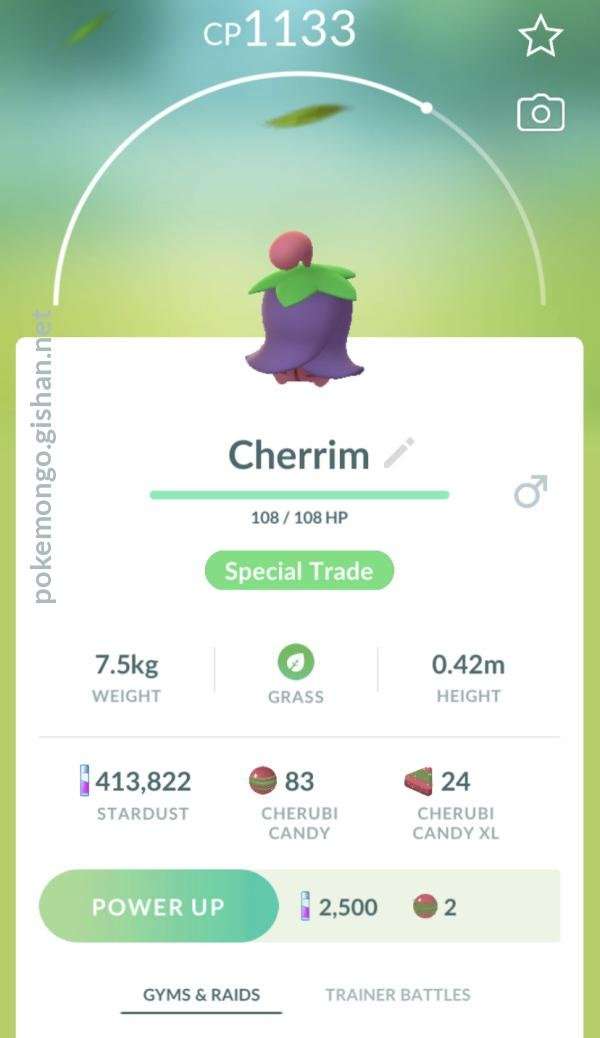 CP1133
Cherrim
108 / 108 HP
Special Trade
7.5kg
WEIGHT
GRASS
0.42m
HEIGHT
413,822
STARDUST
83
CHERUBI
CANDY
24
CHERUBI
CANDY XL
POWER UP
2,500
2
GYMS & RAIDS
TRAINER BATTLES
pokemongo.gishan.net